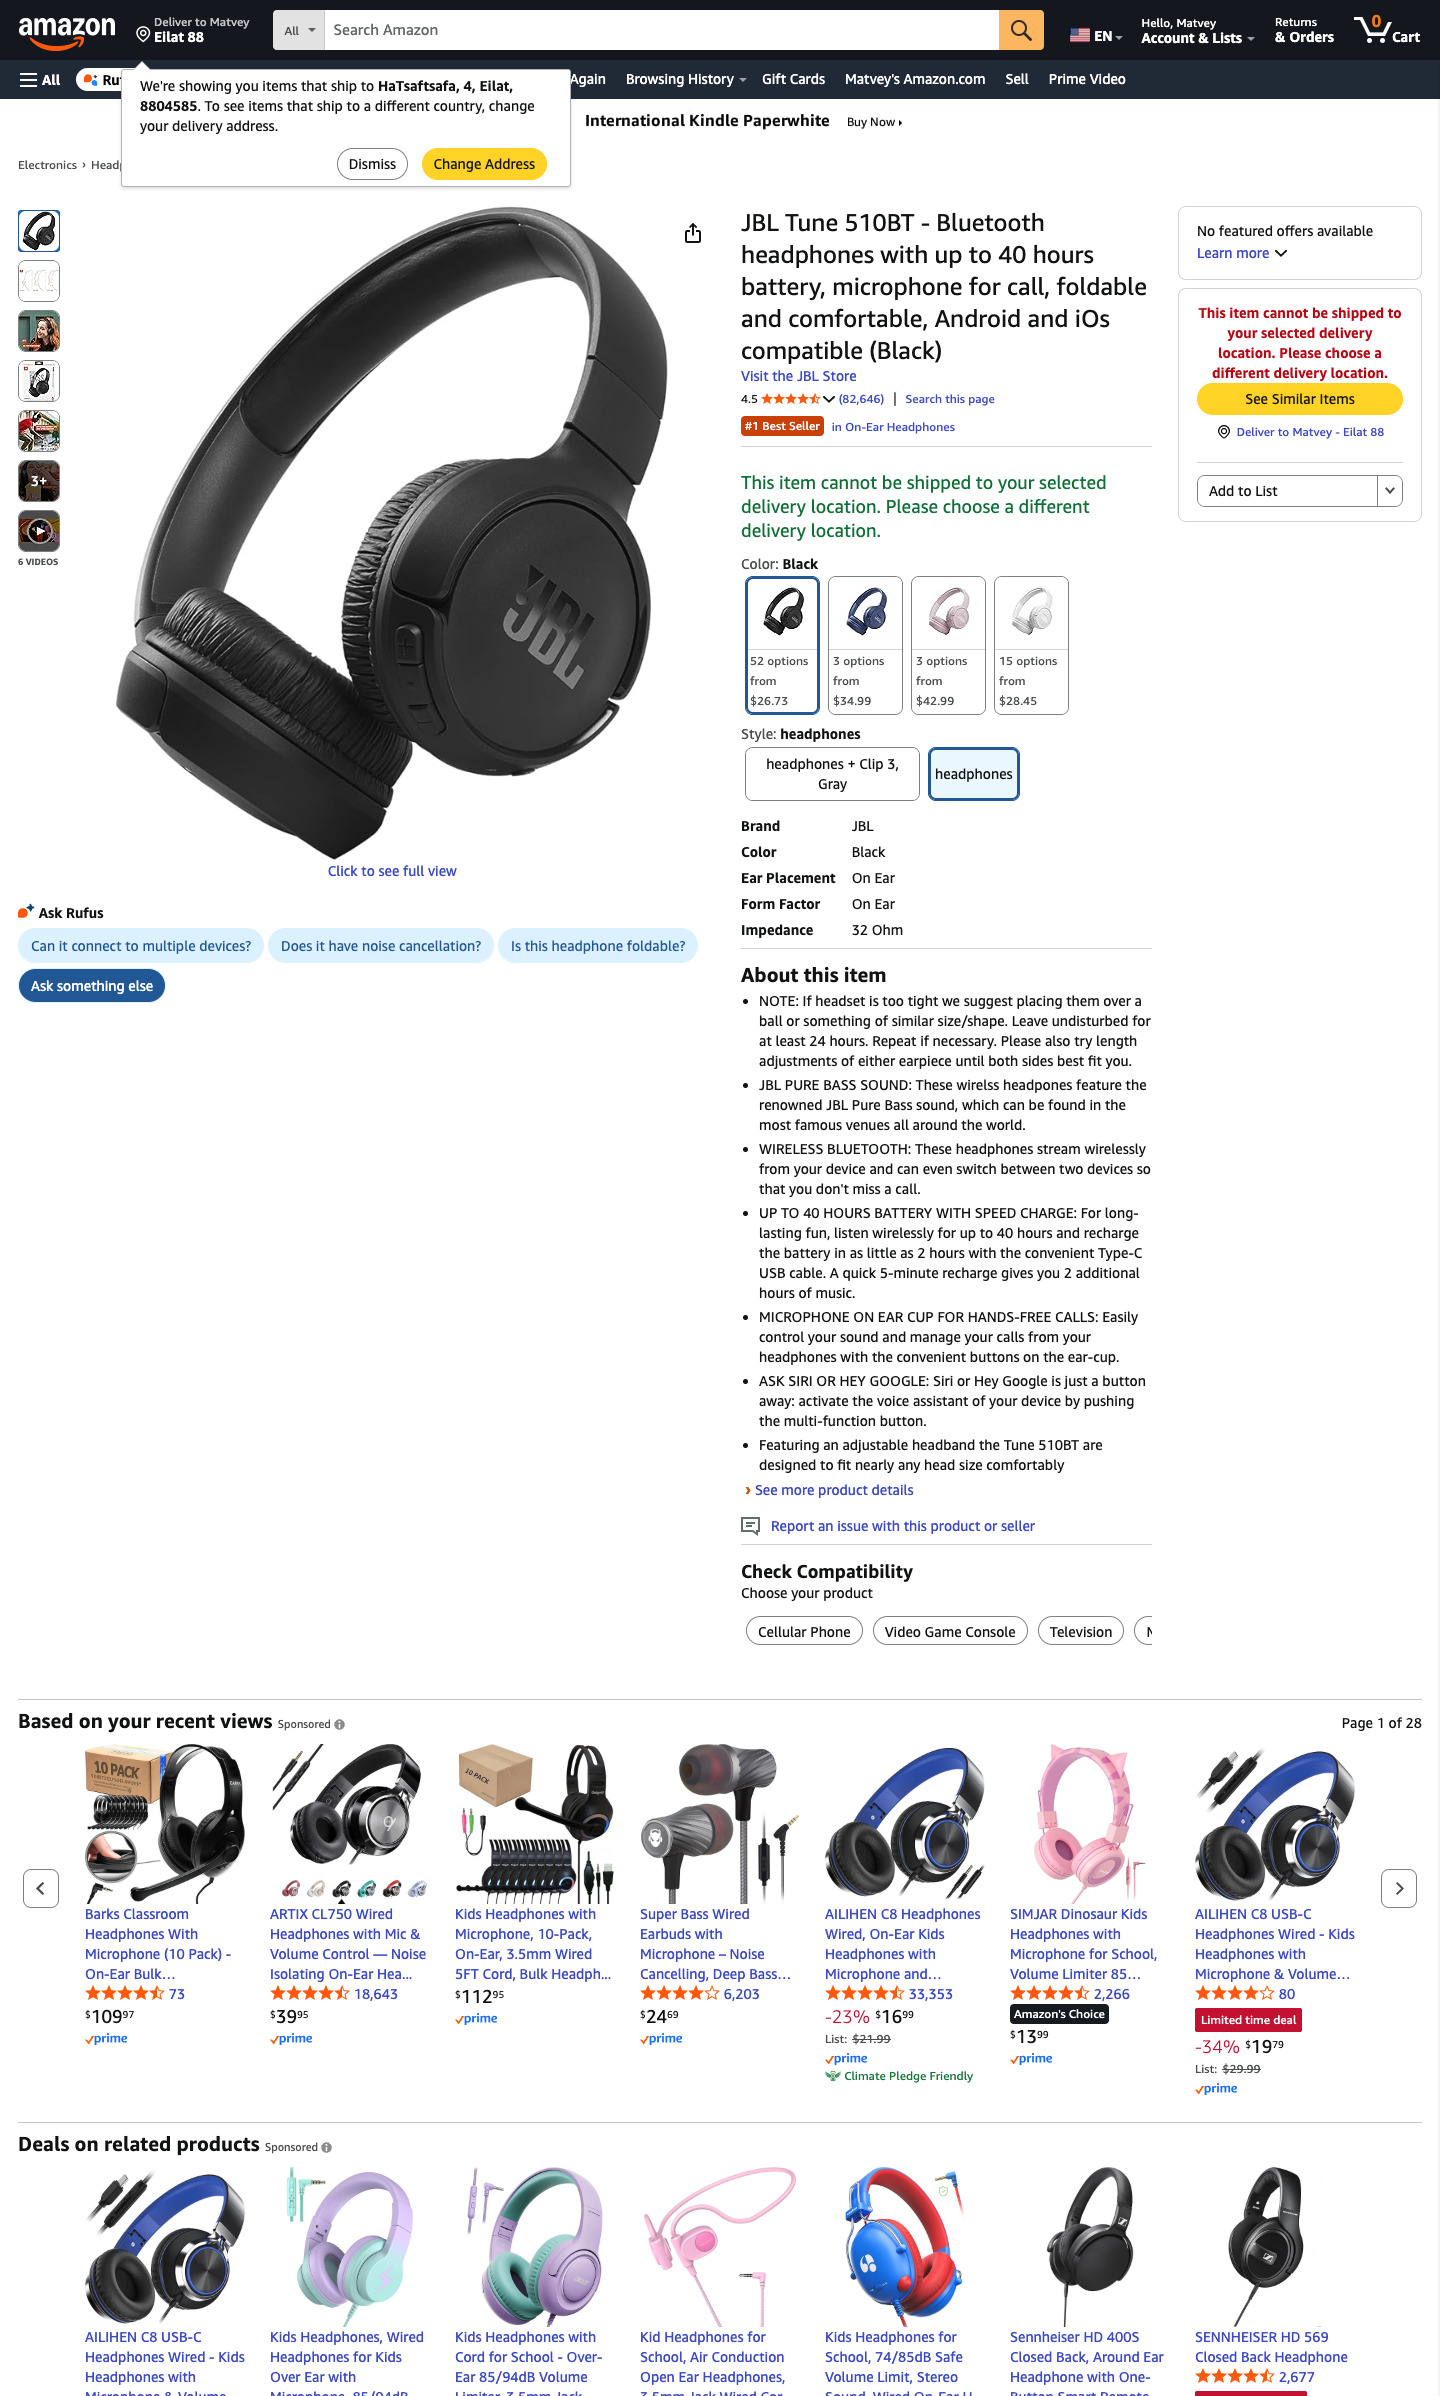 amazon
Deliver to Matvey
Eilat 88
All
Search Amazon
EN
Hello, Matvey
Account & Lists
Returns
& Orders
0
Cart
All
Ru
Again
Browsing History
Gift Cards
Matvey's Amazon.com
Sell
Prime Video
We're showing you items that ship to HaTsaftsafa, 4, Eilat,
8804585. To see items that ship to a different country, change
your delivery address.
Dismiss
Change Address
International Kindle Paperwhite
Buy Now
Electronics › Head
3+
6 VIDEOS
JBL
Click to see full view
Ask Rufus
Can it connect to multiple devices?
Does it have noise cancellation?
Is this headphone foldable?
Ask something else
JBL Tune 510BT - Bluetooth
headphones with up to 40 hours
battery, microphone for call, foldable
and comfortable, Android and iOs
compatible (Black)
Visit the JBL Store
4.5 (82,646) | Search this page
#1 Best Seller in On-Ear Headphones
This item cannot be shipped to your selected
delivery location. Please choose a different
delivery location.
Color: Black
52 options
from
$26.73
3 options
from
$34.99
3 options
from
$42.99
15 options
from
$28.45
Style: headphones
headphones + Clip 3,
Gray
headphones
Brand JBL
Color Black
Ear Placement On Ear
Form Factor On Ear
Impedance 32 Ohm
About this item
• NOTE: If headset is too tight we suggest placing them over a
ball or something of similar size/shape. Leave undisturbed for
at least 24 hours. Repeat if necessary. Please also try length
adjustments of either earpiece until both sides best fit you.
• JBL PURE BASS SOUND: These wirelss headpones feature the
renowned JBL Pure Bass sound, which can be found in the
most famous venues all around the world.
• WIRELESS BLUETOOTH: These headphones stream wirelessly
from your device and can even switch between two devices so
that you don't miss a call.
• UP TO 40 HOURS BATTERY WITH SPEED CHARGE: For long-
lasting fun, listen wirelessly for up to 40 hours and recharge
the battery in as little as 2 hours with the convenient Type-C
USB cable. A quick 5-minute recharge gives you 2 additional
hours of music.
• MICROPHONE ON EAR CUP FOR HANDS-FREE CALLS: Easily
control your sound and manage your calls from your
headphones with the convenient buttons on the ear-cup.
• ASK SIRI OR HEY GOOGLE: Siri or Hey Google is just a button
away: activate the voice assistant of your device by pushing
the multi-function button.
• Featuring an adjustable headband the Tune 510BT are
designed to fit nearly any head size comfortably
› See more product details
Report an issue with this product or seller
Check Compatibility
Choose your product
Cellular Phone
Video Game Console
Television
No featured offers available
Learn more
This item cannot be shipped to
your selected delivery
location. Please choose a
different delivery location.
See Similar Items
Deliver to Matvey - Eilat 88
Add to List
Based on your recent views Sponsored
Page 1 of 28
10 PACK
Barks Classroom
Headphones With
Microphone (10 Pack) -
On-Ear Bulk…
73
$109.97
prime
ARTIX CL750 Wired
Headphones with Mic &
Volume Control — Noise
Isolating On-Ear Hea…
18,643
$39.95
prime
10 PACK
Kids Headphones with
Microphone, 10-Pack,
On-Ear, 3.5mm Wired
5FT Cord, Bulk Headph…
$112.95
prime
Super Bass Wired
Earbuds with
Microphone – Noise
Cancelling, Deep Bass…
6,203
$24.69
prime
AILIHEN C8 Headphones
Wired, On-Ear Kids
Headphones with
Microphone and…
33,353
-23% $16.99
List: $21.99
prime
Climate Pledge Friendly
SIMJAR Dinosaur Kids
Headphones with
Microphone for School,
Volume Limiter 85…
2,266
Amazon's Choice
$13.99
prime
AILIHEN C8 USB-C
Headphones Wired - Kids
Headphones with
Microphone & Volume…
80
Limited time deal
-34% $19.79
List: $29.99
prime
Deals on related products Sponsored
AILIHEN C8 USB-C
Headphones Wired - Kids
Headphones with
Microphone & Volume
Kids Headphones, Wired
Headphones for Kids
Over Ear with
Microphone, 85/94dB
Kids Headphones with
Cord for School - Over-
Ear 85/94dB Volume
Limiter, 3.5mm Jack
Kid Headphones for
School, Air Conduction
Open Ear Headphones,
3.5mm Jack Wired Cor
Kids Headphones for
School, 74/85dB Safe
Volume Limit, Stereo
Sound, Wired On-Ear H
Sennheiser HD 400S
Closed Back, Around Ear
Headphone with One-
Button Smart Remote
SENNHEISER HD 569
Closed Back Headphone
2,677